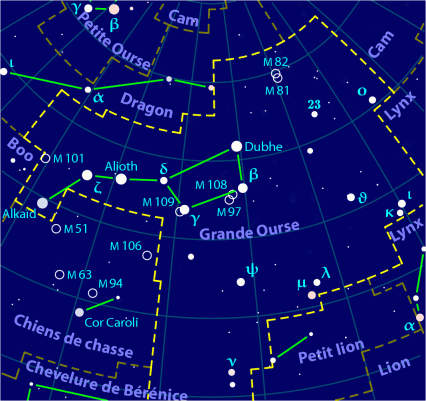 γ
β
Petite Ourse
Cam
Cam
M 82
M 81
ι
α
Dragon
23
ο
Lynx
Boo
M 101
Alioth
δ
Dubhe
ζ
M 108
β
M 109
M 97
γ
Alkaid
ϑ
ι
κ
Lynx
M 51
Grande Ourse
M 106
M 63
M 94
ψ
λ
μ
Cor Caroli
α
Chiens de chasse
Petit lion
Lion
ν
Chevelure de Bérénice